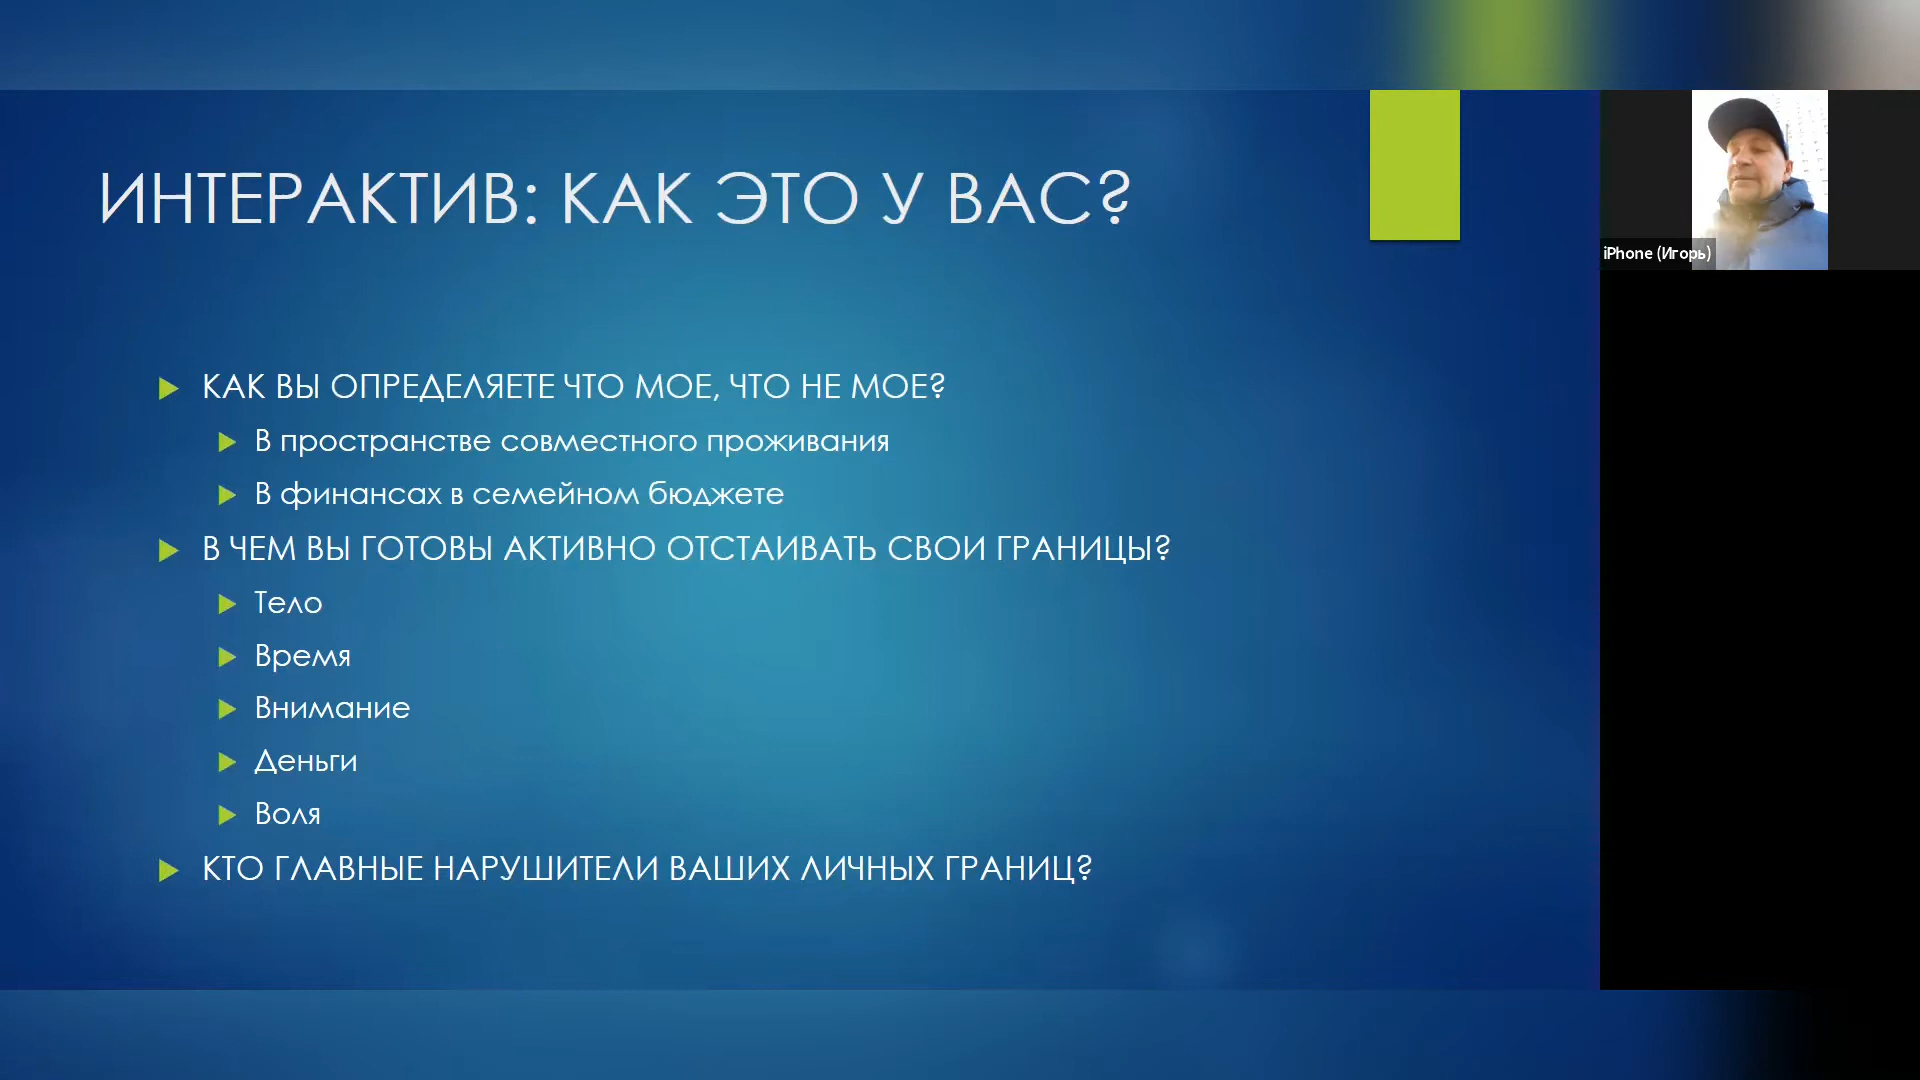 ИНТЕРАКТИВ: КАК ЭТО У ВАС?
iPhone (Игорь)
КАК ВЫ ОПРЕДЕЛЯЕТЕ ЧТО МОЕ, ЧТО НЕ МОЕ?
В пространстве совместного проживания
В финансах в семейном бюджете
В ЧЕМ ВЫ ГОТОВЫ АКТИВНО ОТСТАИВАТЬ СВОИ ГРАНИЦЫ?
Тело
Время
Внимание
Деньги
Воля
КТО ГЛАВНЫЕ НАРУШИТЕЛИ ВАШИХ ЛИЧНЫХ ГРАНИЦ?